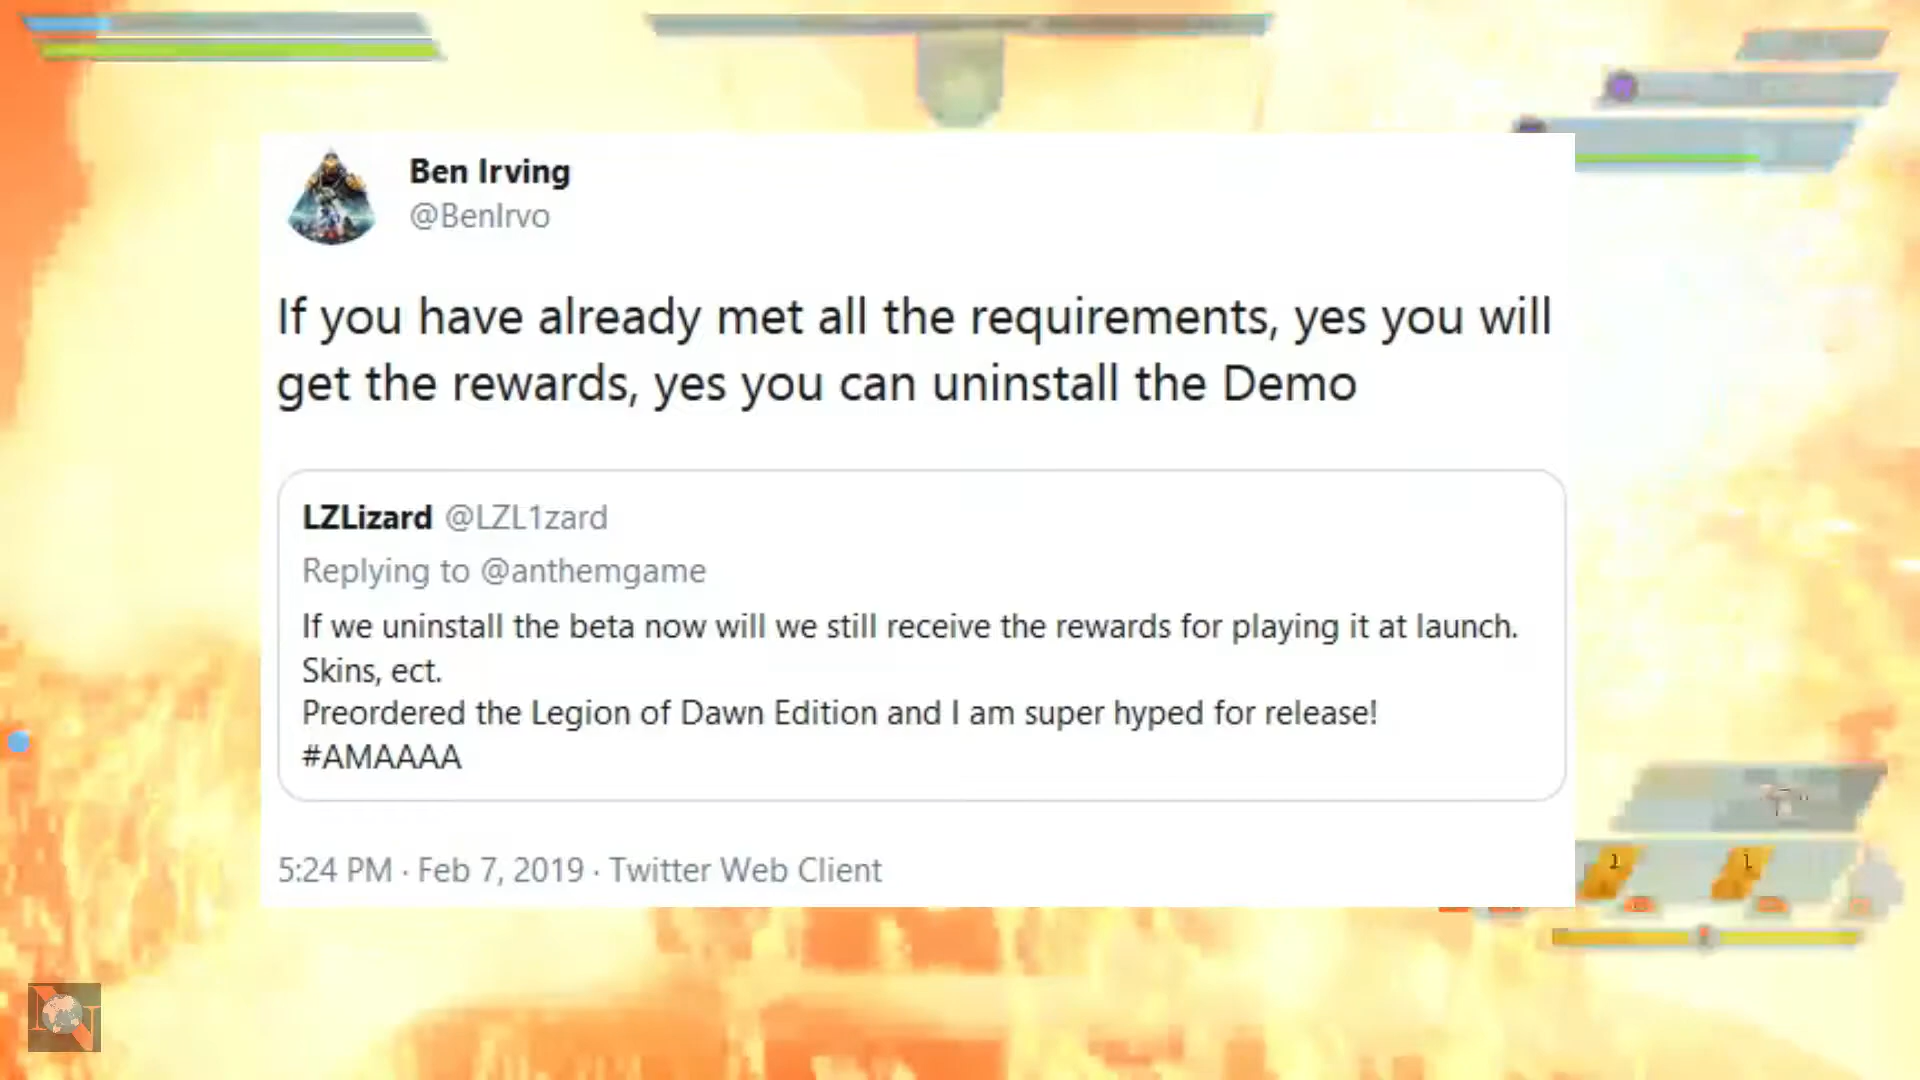 Ben Irving
@BenIrvo
If you have already met all the requirements, yes you will
get the rewards, yes you can uninstall the Demo
LZLizard @LZL1zard
Replying to @anthemgame
If we uninstall the beta now will we still receive the rewards for playing it at launch.
Skins, ect.
Preordered the Legion of Dawn Edition and I am super hyped for release!
#AMAAAA
5:24 PM · Feb 7, 2019 · Twitter Web Client
1 1